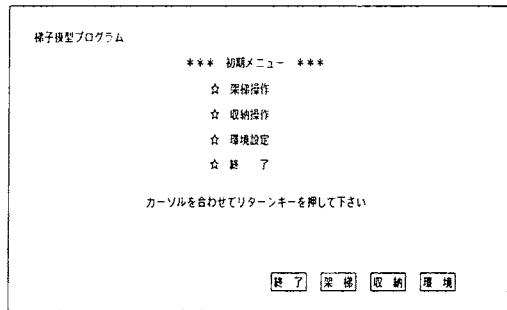 梯子模型プログラム
*** 初期メニュー ***
☆ 架梯操作
☆ 収納操作
☆ 環境設定
☆ 終 了
カーソルを合わせてリターンキーを押して下さい
終 了 架 梯 収 納 環 境